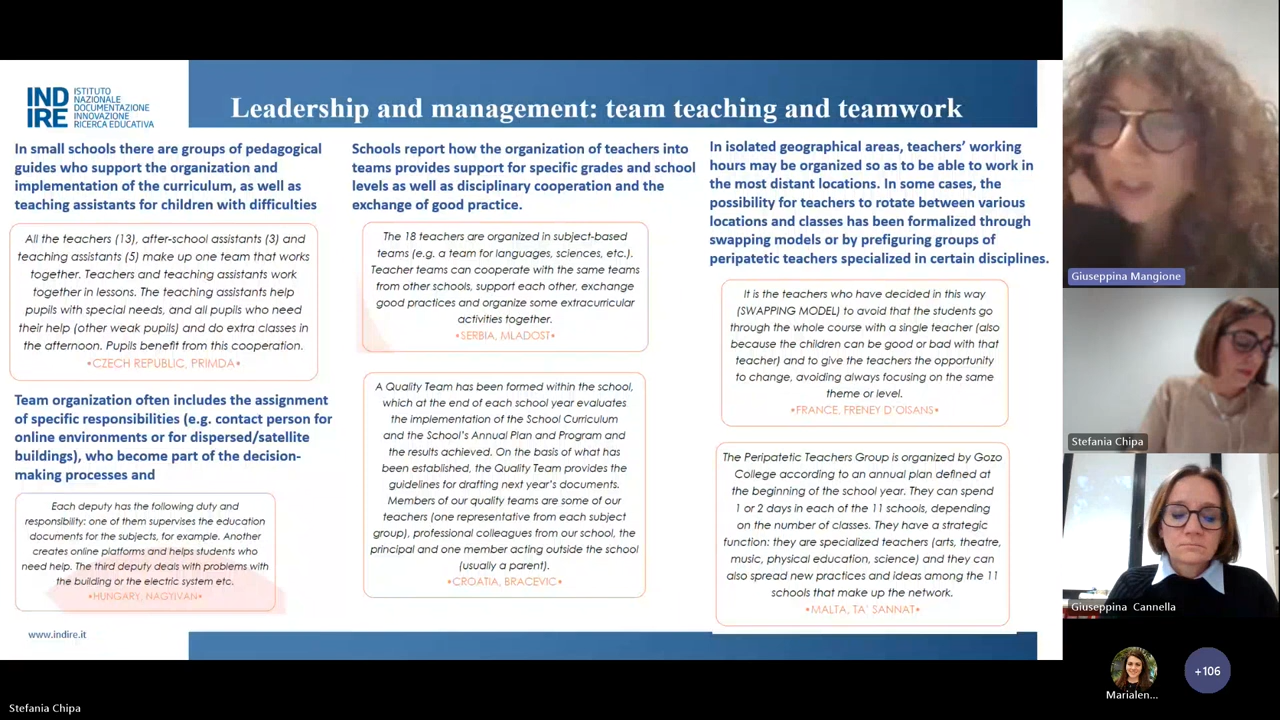 IND
IRE
ISTITUTO
NAZIONALE
DOCUMENTAZIONE
INNOVAZIONE
RICERCA EDUCATIVA
Leadership and management: team teaching and teamwork
In small schools there are groups of pedagogical
guides who support the organization and
implementation of the curriculum, as well as
teaching assistants for children with difficulties
All the teachers (13), after-school assistants (3) and
teaching assistants (5) make up one team that works
together. Teachers and teaching assistants work
together in lessons. The teaching assistants help
pupils with special needs, and all pupils who need
their help (other weak pupils) and do extra classes in
the afternoon. Pupils benefit from this cooperation.
•CZECH REPUBLIC, PRIMDA•
Team organization often includes the assignment
of specific responsibilities (e.g. contact person for
online environments or for dispersed/satellite
buildings), who become part of the decision-
making processes and
Each deputy has the following duty and
responsibility: one of them supervises the education
documents for the subjects, for example. Another
creates online platforms and helps students who
need help. The third deputy deals with problems with
the building or the electric system etc.
•HUNGARY, NAGYIVAN•
www.indire.it
Schools report how the organization of teachers into
teams provides support for specific grades and school
levels as well as disciplinary cooperation and the
exchange of good practice.
The 18 teachers are organized in subject-based
teams (e.g. a team for languages, sciences, etc.).
Teacher teams can cooperate with the same teams
from other schools, support each other, exchange
good practices and organize some extracurricular
activities together.
•SERBIA, MLADOST•
A Quality Team has been formed within the school,
which at the end of each school year evaluates
the implementation of the School Curriculum
and the School's Annual Plan and Program and
the results achieved. On the basis of what has
been established, the Quality Team provides the
guidelines for drafting next year's documents.
Members of our quality teams are some of our
teachers (one representative from each subject
group), professional colleagues from our school, the
principal and one member acting outside the school
(usually a parent).
•CROATIA, BRACEVIC•
In isolated geographical areas, teachers' working
hours may be organized so as to be able to work in
the most distant locations. In some cases, the
possibility for teachers to rotate between various
locations and classes has been formalized through
swapping models or by prefiguring groups of
peripatetic teachers specialized in certain disciplines.
It is the teachers who have decided in this way
(SWAPPING MODEL) to avoid that the students go
through the whole course with a single teacher (also
because the children can be good or bad with that
teacher) and to give the teachers the opportunity
to change, avoiding always focusing on the same
theme or level.
•FRANCE, FRENEY D'OISANS•
The Peripatetic Teachers Group is organized by Gozo
College according to an annual plan defined at
the beginning of the school year. They can spend
1 or 2 days in each of the 11 schools, depending
on the number of classes. They have a strategic
function: they are specialized teachers (arts, theatre,
music, physical education, science) and they can
also spread new practices and ideas among the 11
schools that make up the network.
•MALTA, TA' SANNAT•
Giuseppina Mangione
Stefania Chipa
Giuseppina Cannella
Marialen...
+106
Stefania Chipa